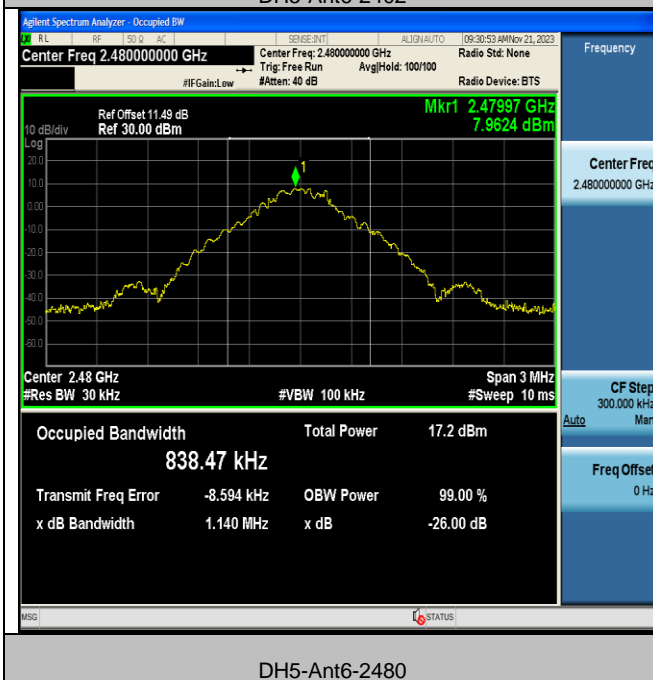 DH5-Ant6-2402
Agilent Spectrum Analyzer - Occupied BW
RL RF 50 Ω AC SENSE:INT ALIGN AUTO 09:30:53 AM Nov 21, 2023
Center Freq 2.480000000 GHz Center Freq: 2.480000000 GHz Radio Std: None
Trig: Free Run Avg|Hold: 100/100
#IFGain:Low #Atten: 40 dB Radio Device: BTS
Frequency
Ref Offset 11.49 dB Mkr1 2.47997 GHz
10 dB/div Ref 30.00 dBm 7.9624 dBm
Log
20.0
10.0
0.00
-10.0
-20.0
-30.0
-40.0
-50.0
-60.0
1
Center Freq
2.480000000 GHz
Center 2.48 GHz Span 3 MHz
#Res BW 30 kHz #VBW 100 kHz #Sweep 10 ms
CF Step
300.000 kHz
Auto Man
Occupied Bandwidth Total Power 17.2 dBm
838.47 kHz
Transmit Freq Error -8.594 kHz OBW Power 99.00 %
x dB Bandwidth 1.140 MHz x dB -26.00 dB
Freq Offset
0 Hz
MSG STATUS
DH5-Ant6-2480